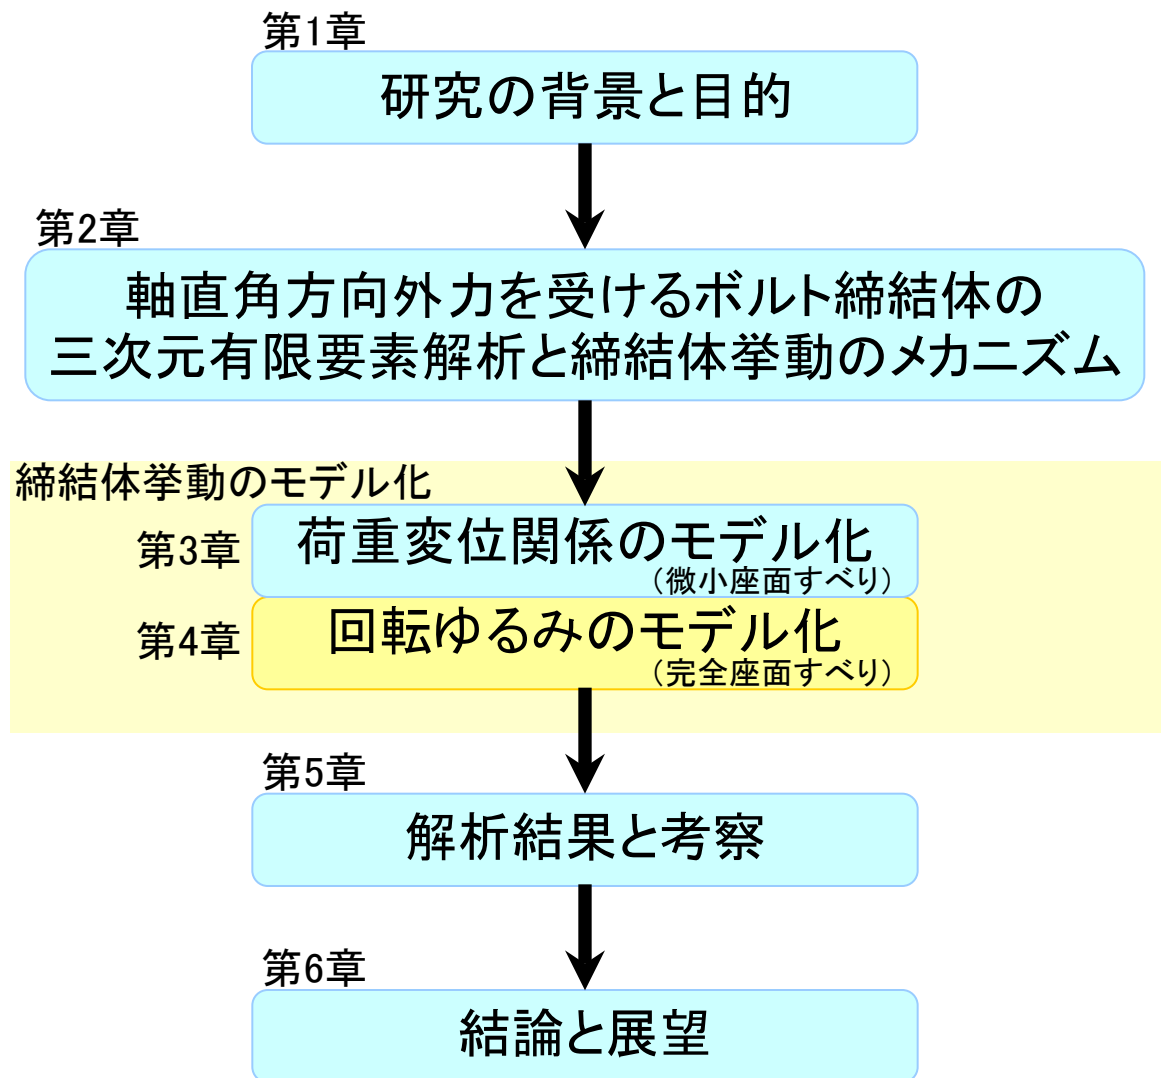 第1章
研究の背景と目的
第2章
軸直角方向外力を受けるボルト締結体の
三次元有限要素解析と締結体挙動のメカニズム
締結体挙動のモデル化
第3章
荷重変位関係のモデル化
（微小座面すべり）
第4章
回転ゆるみのモデル化
（完全座面すべり）
第5章
解析結果と考察
第6章
結論と展望